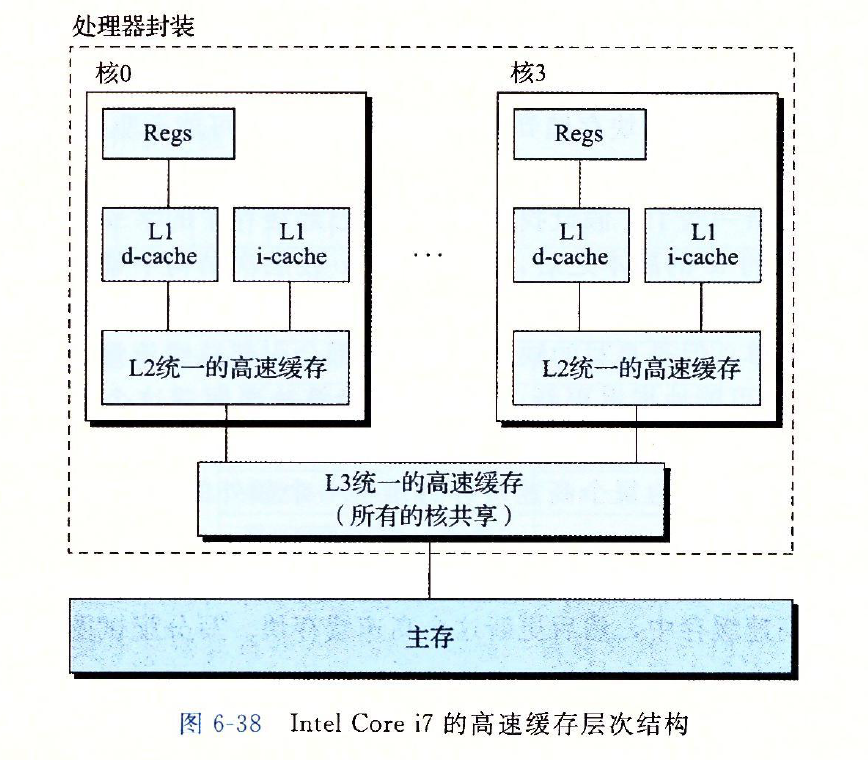 处理器封装
核0
核3
Regs
Regs
L1
d-cache
L1
i-cache
…
L1
d-cache
L1
i-cache
L2统一的高速缓存
L2统一的高速缓存
L3统一的高速缓存
（所有的核共享）
主存
图 6-38 Intel Core i7 的高速缓存层次结构